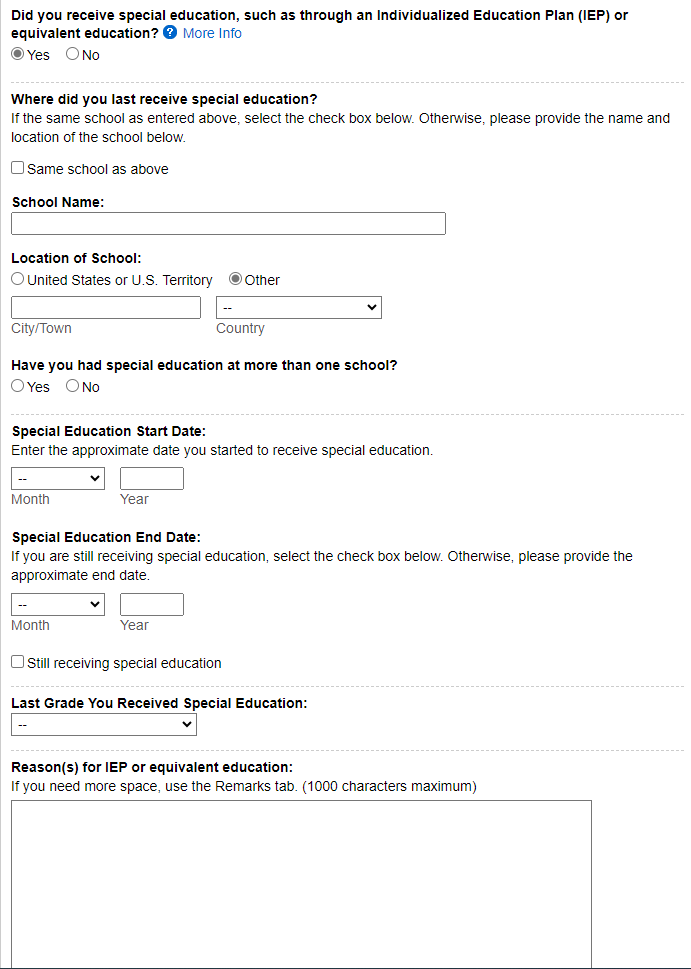 Did you receive special education, such as through an Individualized Education Plan (IEP) or
equivalent education? ? More Info
Yes No
Where did you last receive special education?
If the same school as entered above, select the check box below. Otherwise, please provide the name and
location of the school below.
Same school as above
School Name:
Location of School:
United States or U.S. Territory Other
--
City/Town Country
Have you had special education at more than one school?
Yes No
Special Education Start Date:
Enter the approximate date you started to receive special education.
--
Month Year
Special Education End Date:
If you are still receiving special education, select the check box below. Otherwise, please provide the
approximate end date.
--
Month Year
Still receiving special education
Last Grade You Received Special Education:
--
Reason(s) for IEP or equivalent education:
If you need more space, use the Remarks tab. (1000 characters maximum)